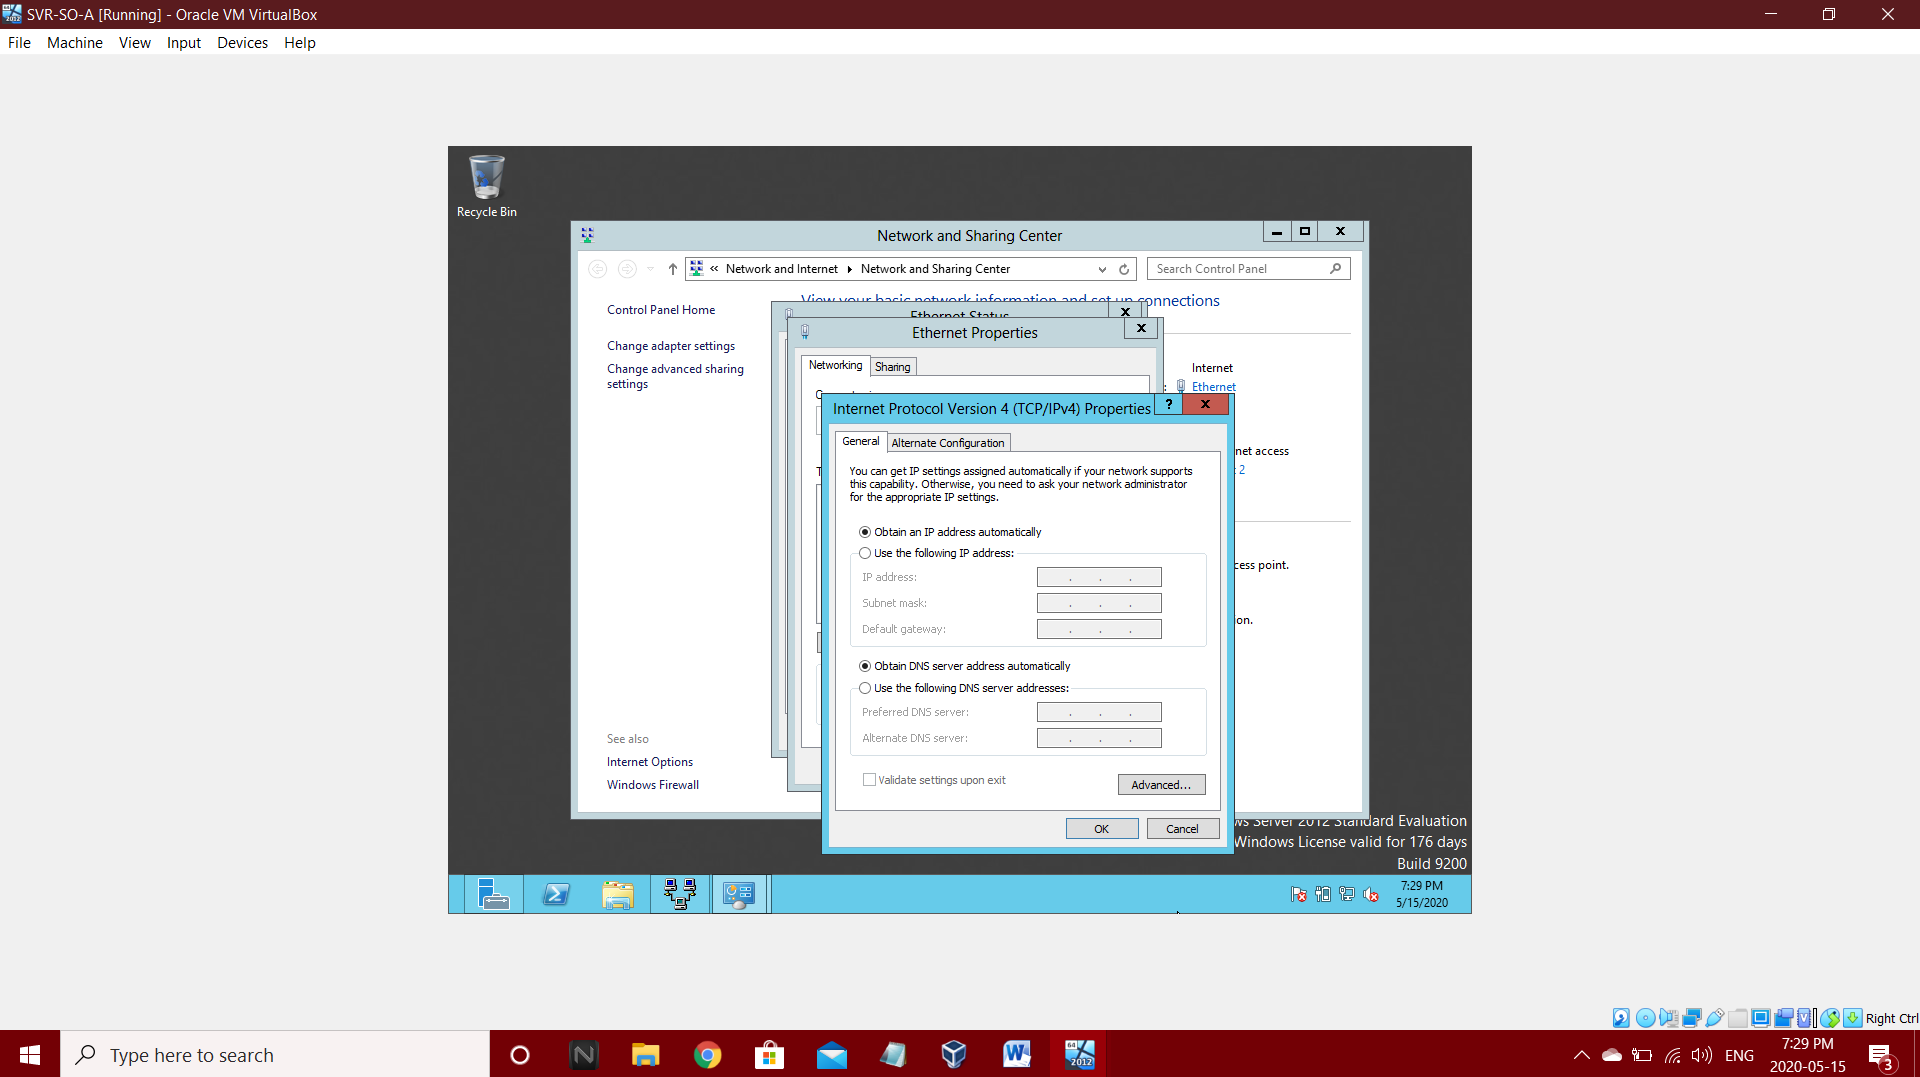 SVR-SO-A [Running] - Oracle VM VirtualBox
File Machine View Input Devices Help
Recycle Bin
Network and Sharing Center
« Network and Internet Network and Sharing Center
Search Control Panel
View your basic network information and set up connections
Control Panel Home
Change adapter settings
Change advanced sharing
settings
Ethernet Status
Ethernet Properties
Networking Sharing
Internet
Ethernet
Internet Protocol Version 4 (TCP/IPv4) Properties ?
General Alternate Configuration
You can get IP settings assigned automatically if your network supports
this capability. Otherwise, you need to ask your network administrator
for the appropriate IP settings.
Obtain an IP address automatically
Use the following IP address:
IP address:
Subnet mask:
Default gateway:
Obtain DNS server address automatically
Use the following DNS server addresses:
Preferred DNS server:
Alternate DNS server:
Validate settings upon exit
Advanced...
OK Cancel
net access
2
cess point.
ion.
See also
Internet Options
Windows Firewall
ws Server 2012 Standard Evaluation
Windows License valid for 176 days
Build 9200
7:29 PM
5/15/2020
Right Ctrl
Type here to search
64
2012
ENG
7:29 PM
2020-05-15
3